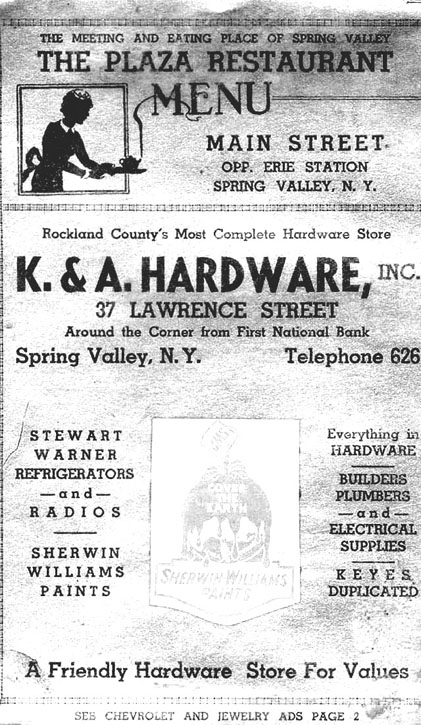 THE MEETING AND EATING PLACE OF SPRING VALLEY
THE PLAZA RESTAURANT
MENU
MAIN STREET
OPP. ERIE STATION
SPRING VALLEY, N. Y.
Rockland County's Most Complete Hardware Store
K. & A. HARDWARE, INC.
37 LAWRENCE STREET
Around the Corner from First National Bank
Spring Valley, N. Y. Telephone 626
STEWART
WARNER
REFRIGERATORS
—and—
RADIOS
SHERWIN
WILLIAMS
PAINTS
COVER
THE
EARTH
SHERWIN-WILLIAMS
PAINTS
Everything in
HARDWARE
BUILDERS
PLUMBERS
—and—
ELECTRICAL
SUPPLIES
KEYES
DUPLICATED
A Friendly Hardware Store For Values
SEE CHEVROLET AND JEWELRY ADS PAGE 2